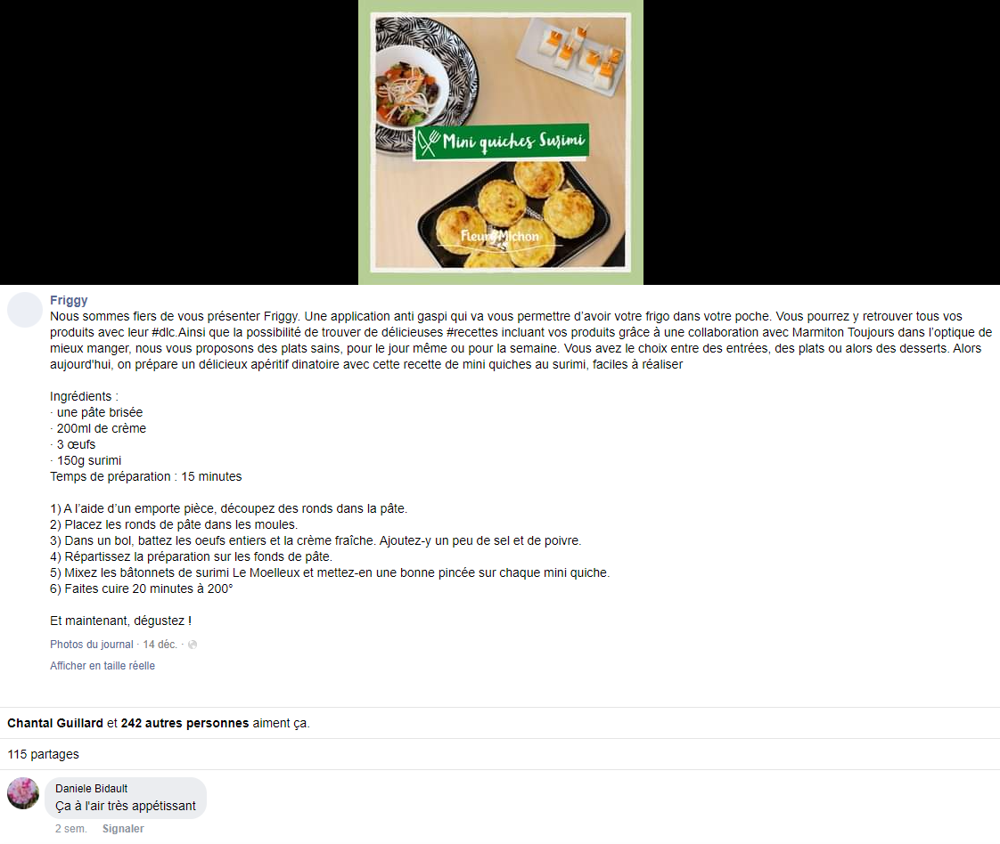 Mini quiches Surimi
Fleury Michon
Friggy
Nous sommes fiers de vous présenter Friggy. Une application anti gaspi qui va vous permettre d’avoir votre frigo dans votre poche. Vous pourrez y retrouver tous vos
produits avec leur #dlc.Ainsi que la possibilité de trouver de délicieuses #recettes incluant vos produits grâce à une collaboration avec Marmiton Toujours dans l’optique de
mieux manger, nous vous proposons des plats sains, pour le jour même ou pour la semaine. Vous avez le choix entre des entrées, des plats ou alors des desserts. Alors
aujourd'hui, on prépare un délicieux apéritif dinatoire avec cette recette de mini quiches au surimi, faciles à réaliser
Ingrédients :
· une pâte brisée
· 200ml de crème
· 3 œufs
· 150g surimi
Temps de préparation : 15 minutes
1) A l’aide d’un emporte pièce, découpez des ronds dans la pâte.
2) Placez les ronds de pâte dans les moules.
3) Dans un bol, battez les oeufs entiers et la crème fraîche. Ajoutez-y un peu de sel et de poivre.
4) Répartissez la préparation sur les fonds de pâte.
5) Mixez les bâtonnets de surimi Le Moelleux et mettez-en une bonne pincée sur chaque mini quiche.
6) Faites cuire 20 minutes à 200°
Et maintenant, dégustez !
Photos du journal · 14 déc. ·
Afficher en taille réelle
Chantal Guillard et 242 autres personnes aiment ça.
115 partages
Daniele Bidault
Ça à l'air très appétissant
2 sem. Signaler